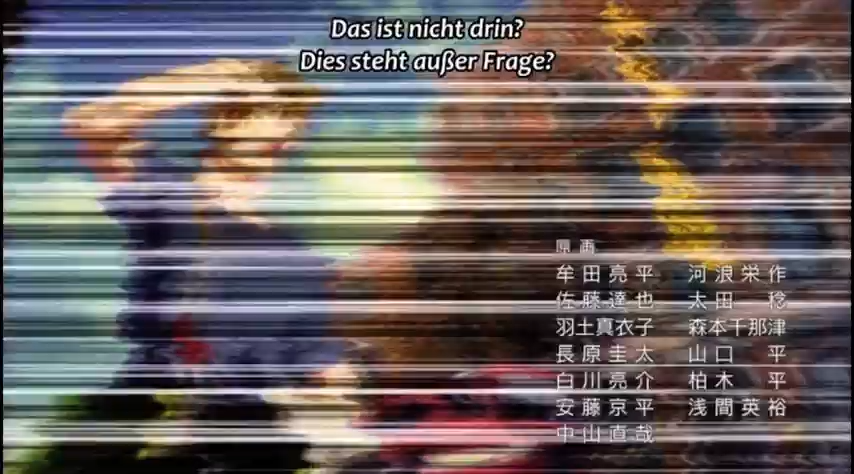 Das ist nicht drin?
Dies steht außer Frage?
原画
牟田亮平 河浪栄作
佐藤達也 太田 稔
羽土真衣子 森本千那津
長原圭太 山口 平
白川亮介 柏木 平
安藤京平 浅間英裕
中山直哉